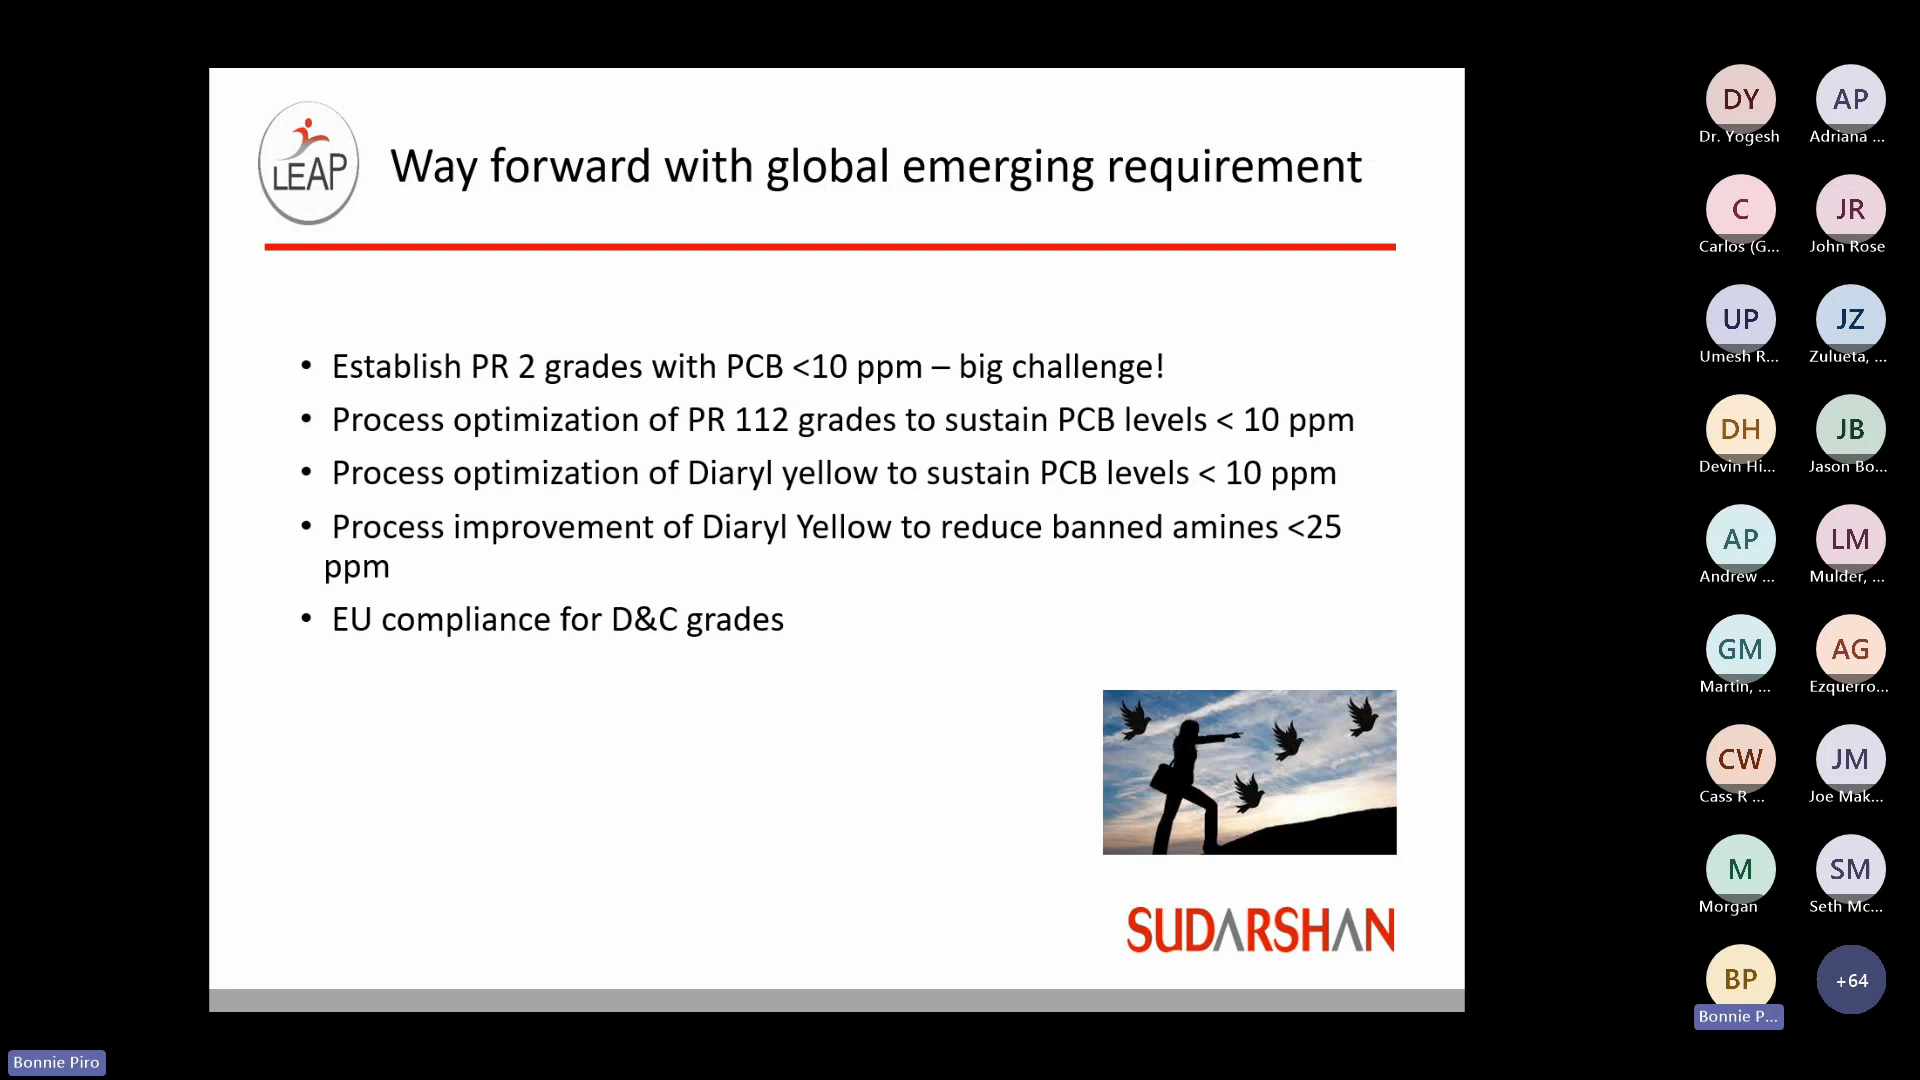 LEAP
Way forward with global emerging requirement
• Establish PR 2 grades with PCB <10 ppm – big challenge!
• Process optimization of PR 112 grades to sustain PCB levels < 10 ppm
• Process optimization of Diaryl yellow to sustain PCB levels < 10 ppm
• Process improvement of Diaryl Yellow to reduce banned amines <25
ppm
• EU compliance for D&C grades
SUDARSHAN
DY AP
Dr. Yogesh Adriana ...
C JR
Carlos (G... John Rose
UP JZ
Umesh R... Zulueta, ...
DH JB
Devin Hi... Jason Bo...
AP LM
Andrew ... Mulder, ...
GM AG
Martin, ... Ezquerro...
CW JM
Cass R ... Joe Mak...
M SM
Morgan Seth Mc...
BP +64
Bonnie P...
Bonnie Piro